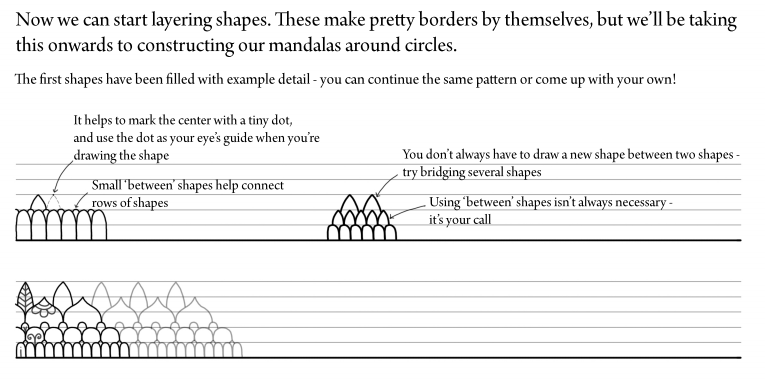 Now we can start layering shapes. These make pretty borders by themselves, but we'll be taking
this onwards to constructing our mandalas around circles.
The first shapes have been filled with example detail - you can continue the same pattern or come up with your own!
It helps to mark the center with a tiny dot,
and use the dot as your eye's guide when you're
drawing the shape
Small 'between' shapes help connect
rows of shapes
You don't always have to draw a new shape between two shapes -
try bridging several shapes
Using 'between' shapes isn't always necessary -
it's your call